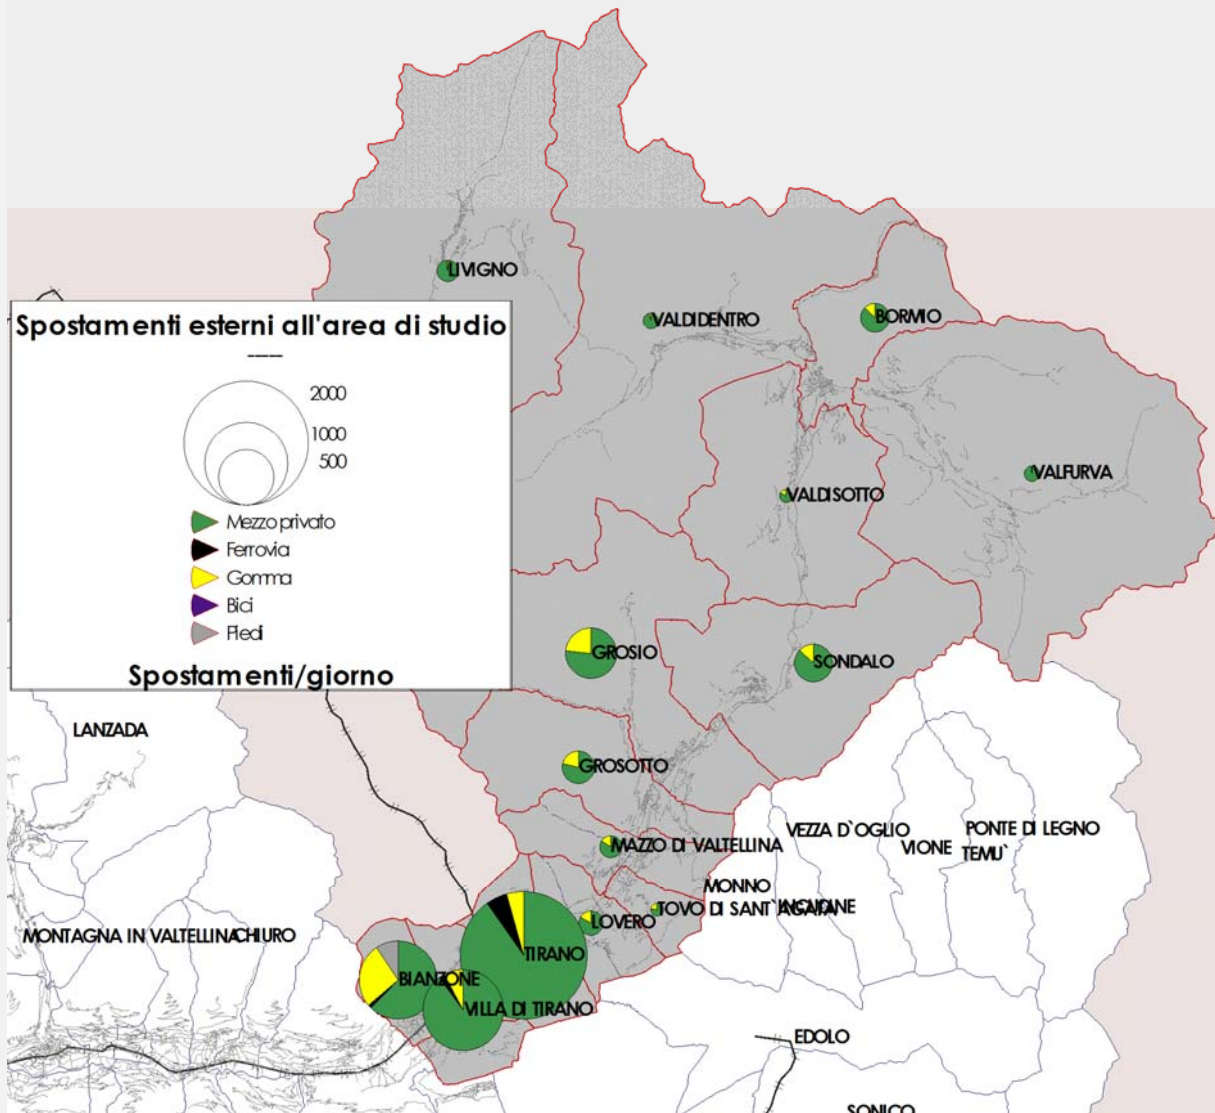 LIVIGNO
VALDIDENTRO
BORMIO
Spostamenti esterni all'area di studio
2000
1000
500
VALFURVA
VALDISOTTO
Mezzo privato
Ferrovia
Gomma
Bici
Piedi
GROSIO
SONDALO
Spostamenti/giorno
LANZADA
GROSOTTO
VEZZA D`OGLIO
PONTE DI LEGNO
MAZZO DI VALTELLINA
VIONE
TEMU`
MONNO
TOVO DI SANT`AGATA
LOVERO
MONTAGNA IN VALTELLINA
CHIURO
TIRANO
BIANZONE
VILLA DI TIRANO
EDOLO
SONICO